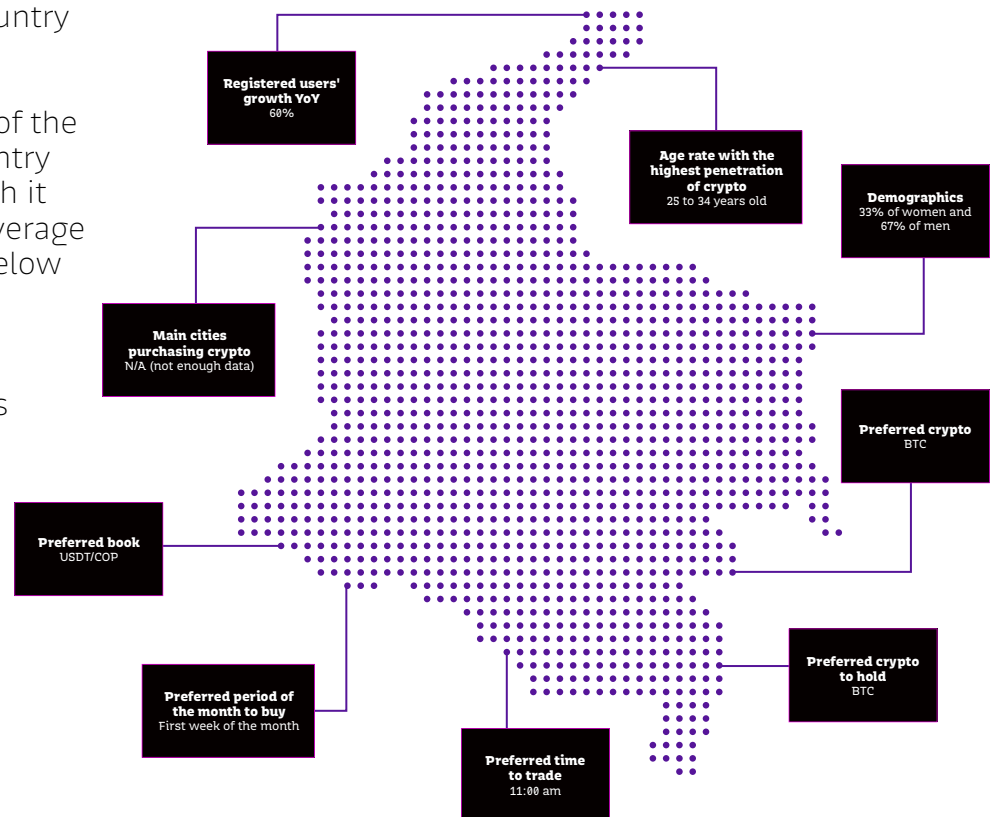 untry
of the
ntry
h it
verage
elow
s
Registered users'
growth YoY
60%
Age rate with the
highest penetration
of crypto
25 to 34 years old
Demographics
33% of women and
67% of men
Main cities
purchasing crypto
N/A (not enough data)
Preferred crypto
BTC
Preferred book
USDT/COP
Preferred crypto
to hold
BTC
Preferred period of
the month to buy
First week of the month
Preferred time
to trade
11:00 am